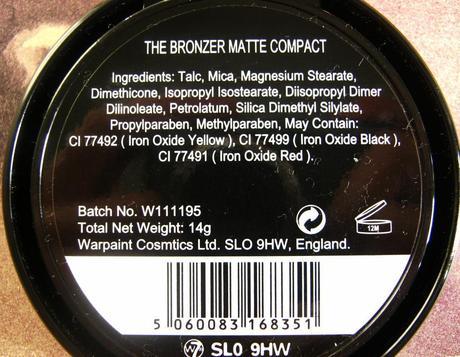 THE BRONZER MATTE COMPACT
Ingredients: Talc, Mica, Magnesium Stearate,
Dimethicone, Isopropyl Isostearate, Diisopropyl Dimer
Dilinoleate, Petrolatum, Silica Dimethyl Silylate,
Propylparaben, Methylparaben, May Contain:
CI 77492 ( Iron Oxide Yellow ), CI 77499 ( Iron Oxide Black ),
CI 77491 ( Iron Oxide Red ).
Batch No. W111195
Total Net Weight: 14g
12M
Warpaint Cosmtics Ltd. SLO 9HW, England.
5 060083 168351
W7 SL0 9HW